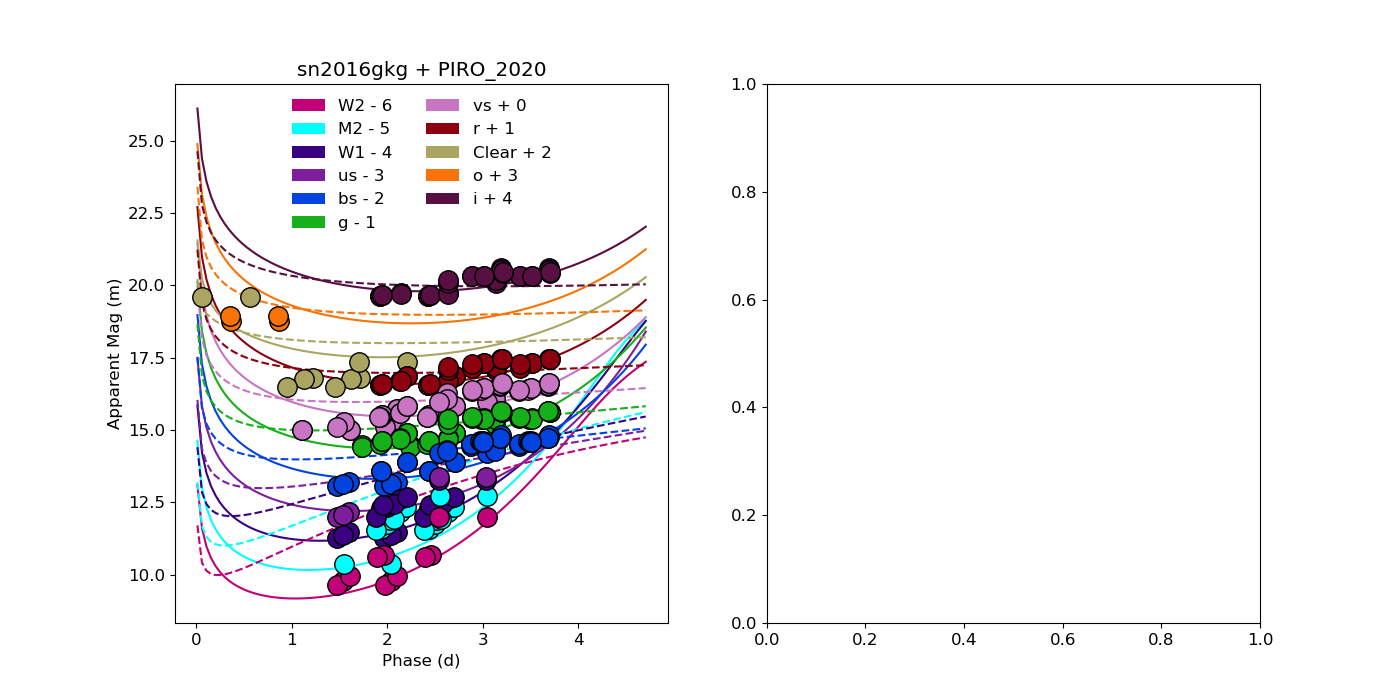 sn2016gkg + PIRO_2020
W2 - 6
M2 - 5
W1 - 4
us - 3
bs - 2
g - 1
vs + 0
r + 1
Clear + 2
o + 3
i + 4
Apparent Mag (m)
25.0
22.5
20.0
17.5
15.0
12.5
10.0
0 1 2 3 4
Phase (d)
1.0
0.8
0.6
0.4
0.2
0.0
0.0 0.2 0.4 0.6 0.8 1.0